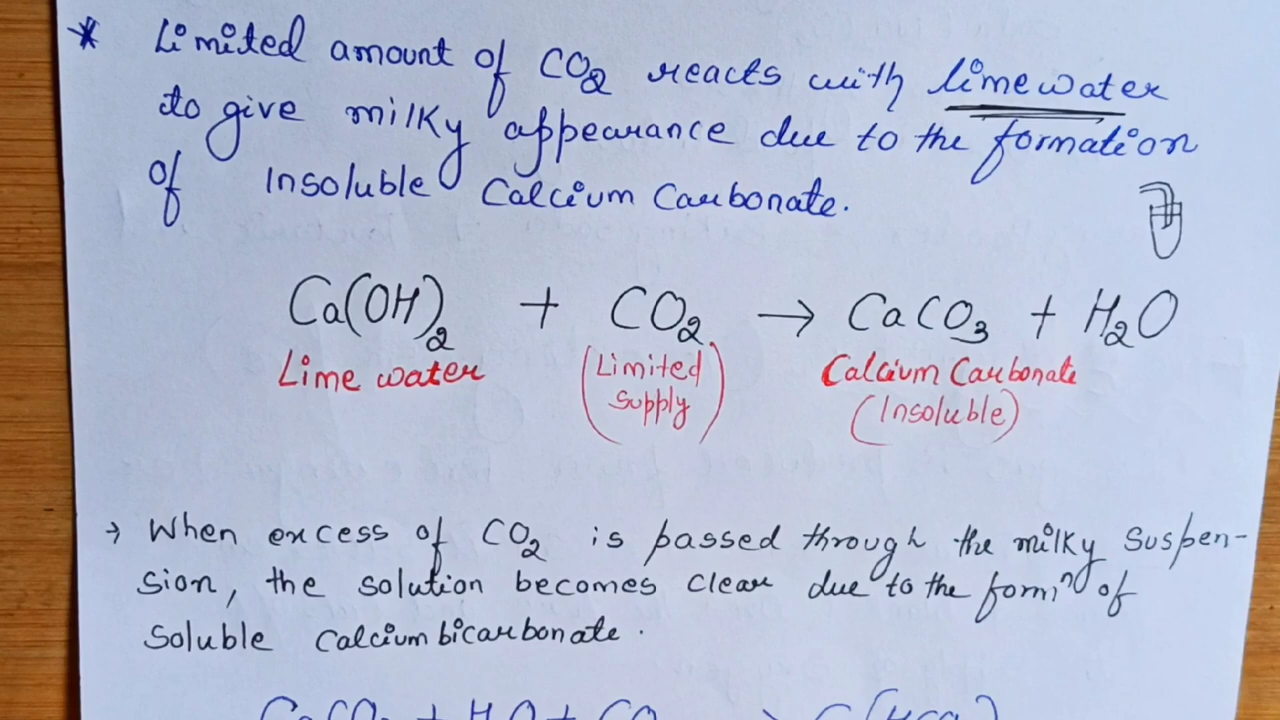 * Limited amount of CO₂ reacts with limewater
to give milky appearance due to the formation
of Insoluble Calcium Carbonate.
Ca(OH)₂ + CO₂ → CaCO₃ + H₂O
Lime water (Limited Supply) Calcium Carbonate (Insoluble)
→ When excess of CO₂ is passed through the milky suspen-
sion, the solution becomes clear due to the formⁿ of
soluble calcium bicarbonate.